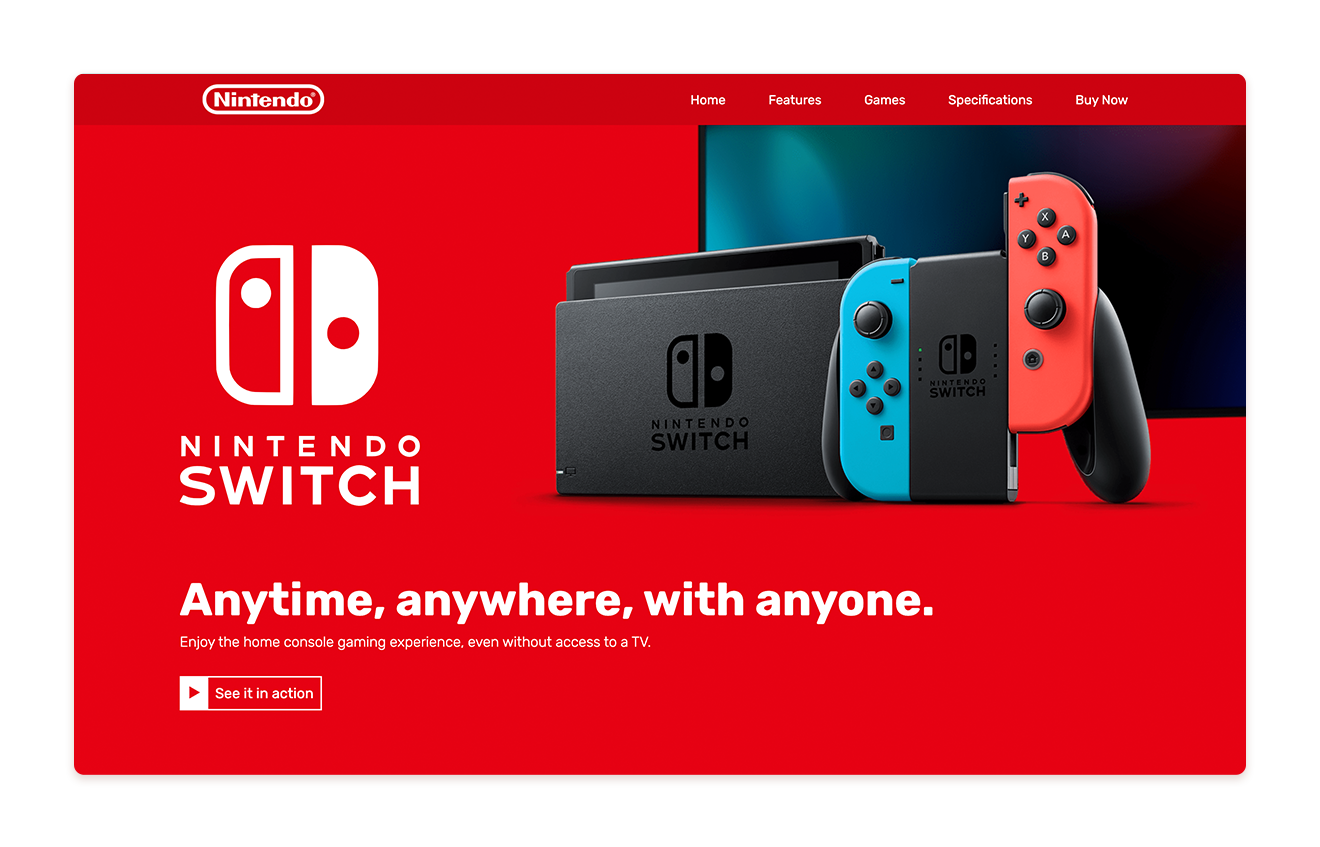 Nintendo®
Home Features Games Specifications Buy Now
NINTENDO
SWITCH
NINTENDO
SWITCH
NINTENDO
SWITCH
X
Y A
B
Anytime, anywhere, with anyone.
Enjoy the home console gaming experience, even without access to a TV.
See it in action